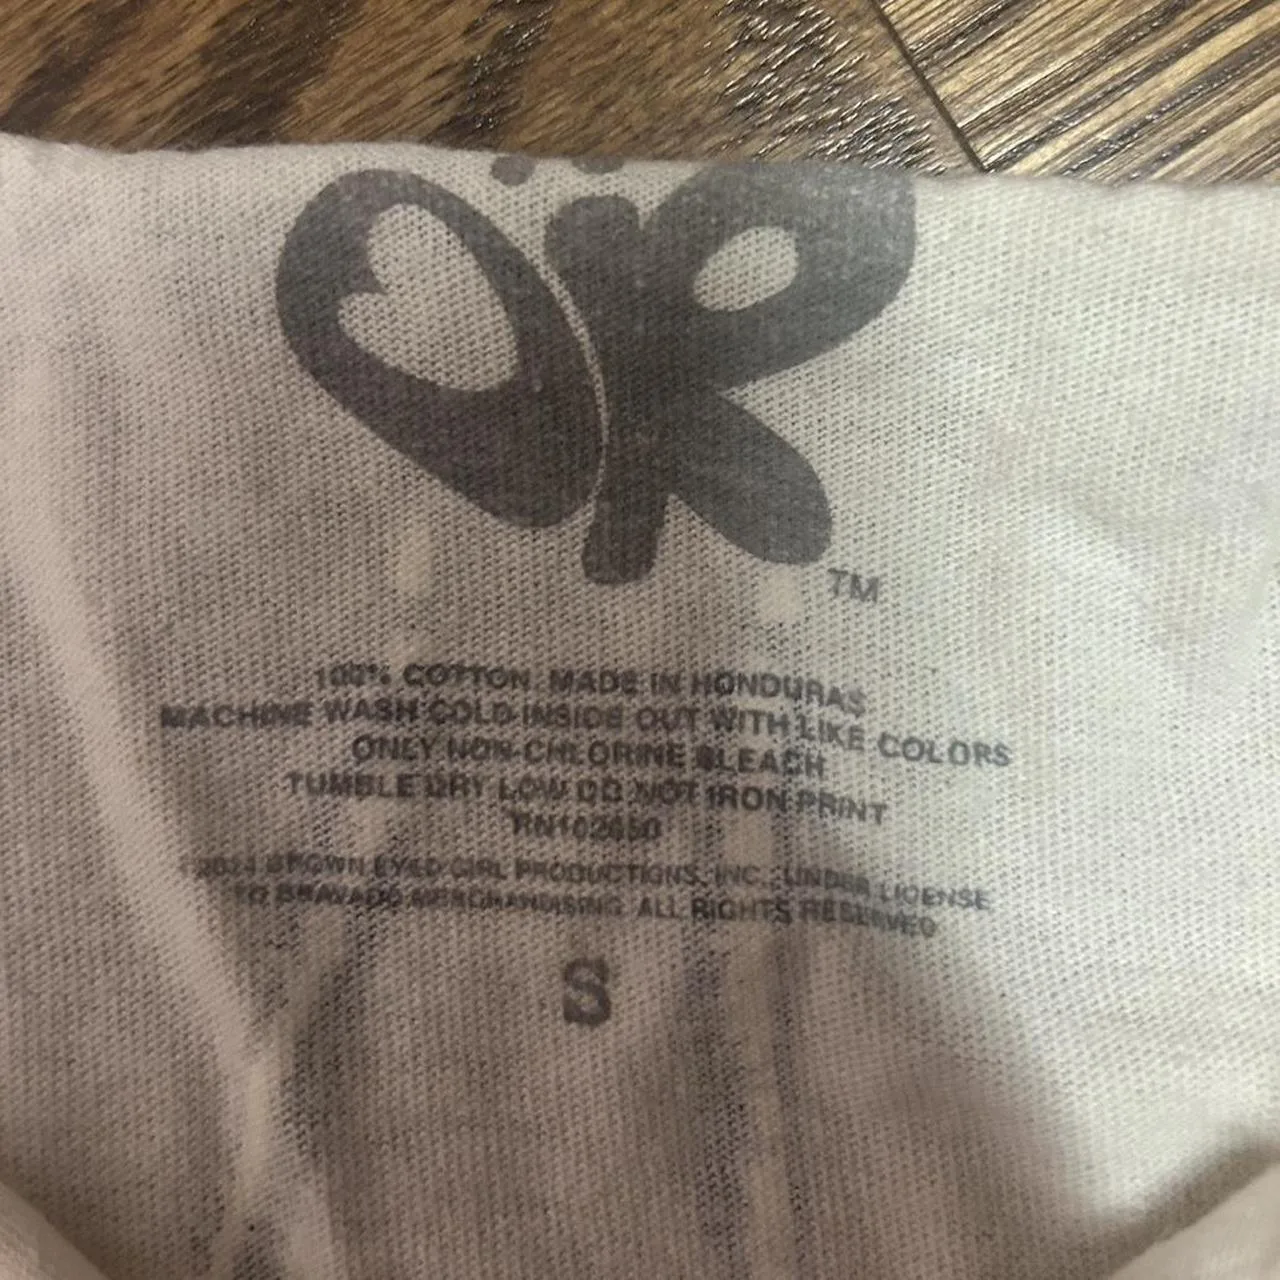 TM
100% COTTON. MADE IN HONDURAS
MACHINE WASH COLD INSIDE OUT WITH LIKE COLORS
ONLY NON-CHLORINE BLEACH
TUMBLE DRY LOW DO NOT IRON PRINT
2024 BROWN EYED GIRL PRODUCTIONS, INC., UNDER LICENSE
TO BRAVADO MERCHANDISING. ALL RIGHTS RESERVED
S